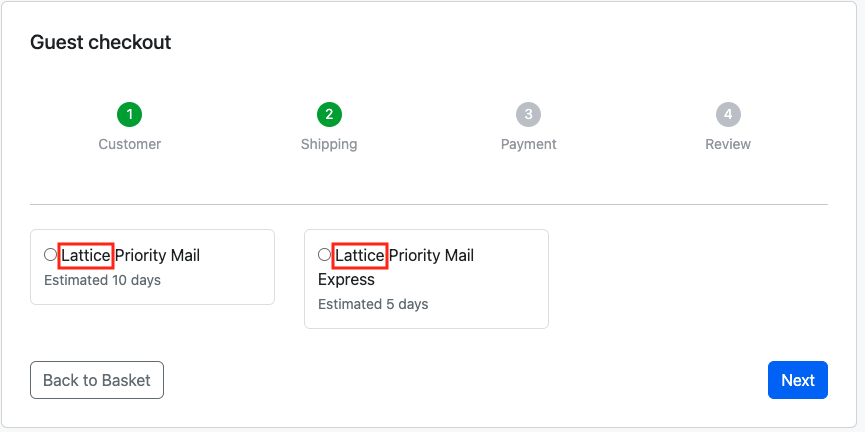 Guest checkout
1 2 3 4
Customer Shipping Payment Review
Lattice Priority Mail
Estimated 10 days
Lattice Priority Mail
Express
Estimated 5 days
Back to Basket Next